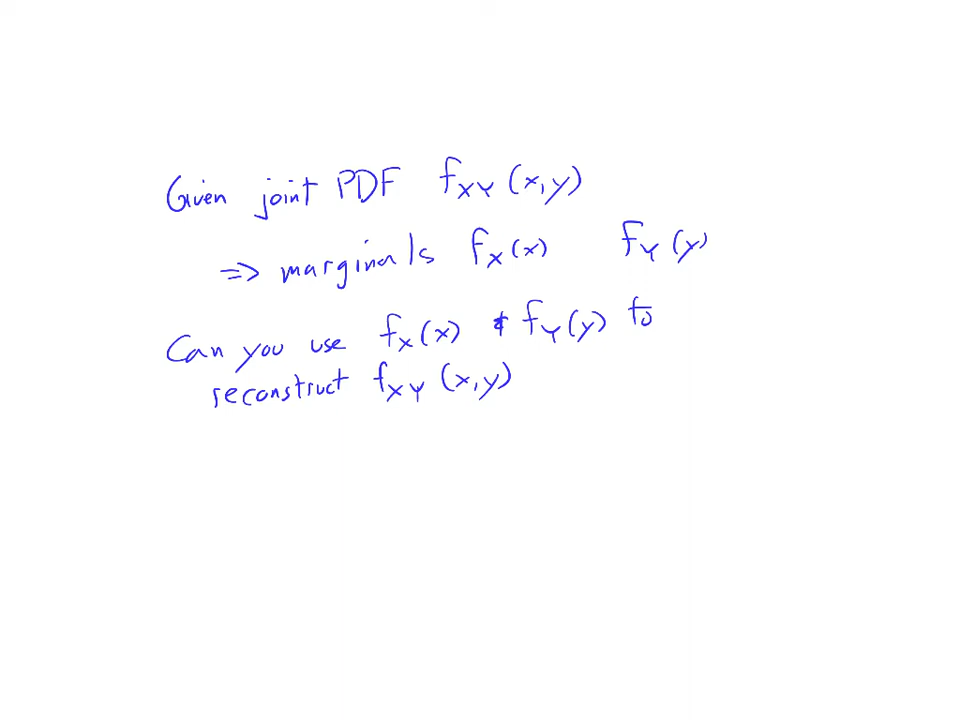 Given joint PDF f_XY (x,y)
=> marginals f_X(x) f_Y(y)
Can you use f_X(x) & f_Y(y) to
reconstruct f_XY (x,y)